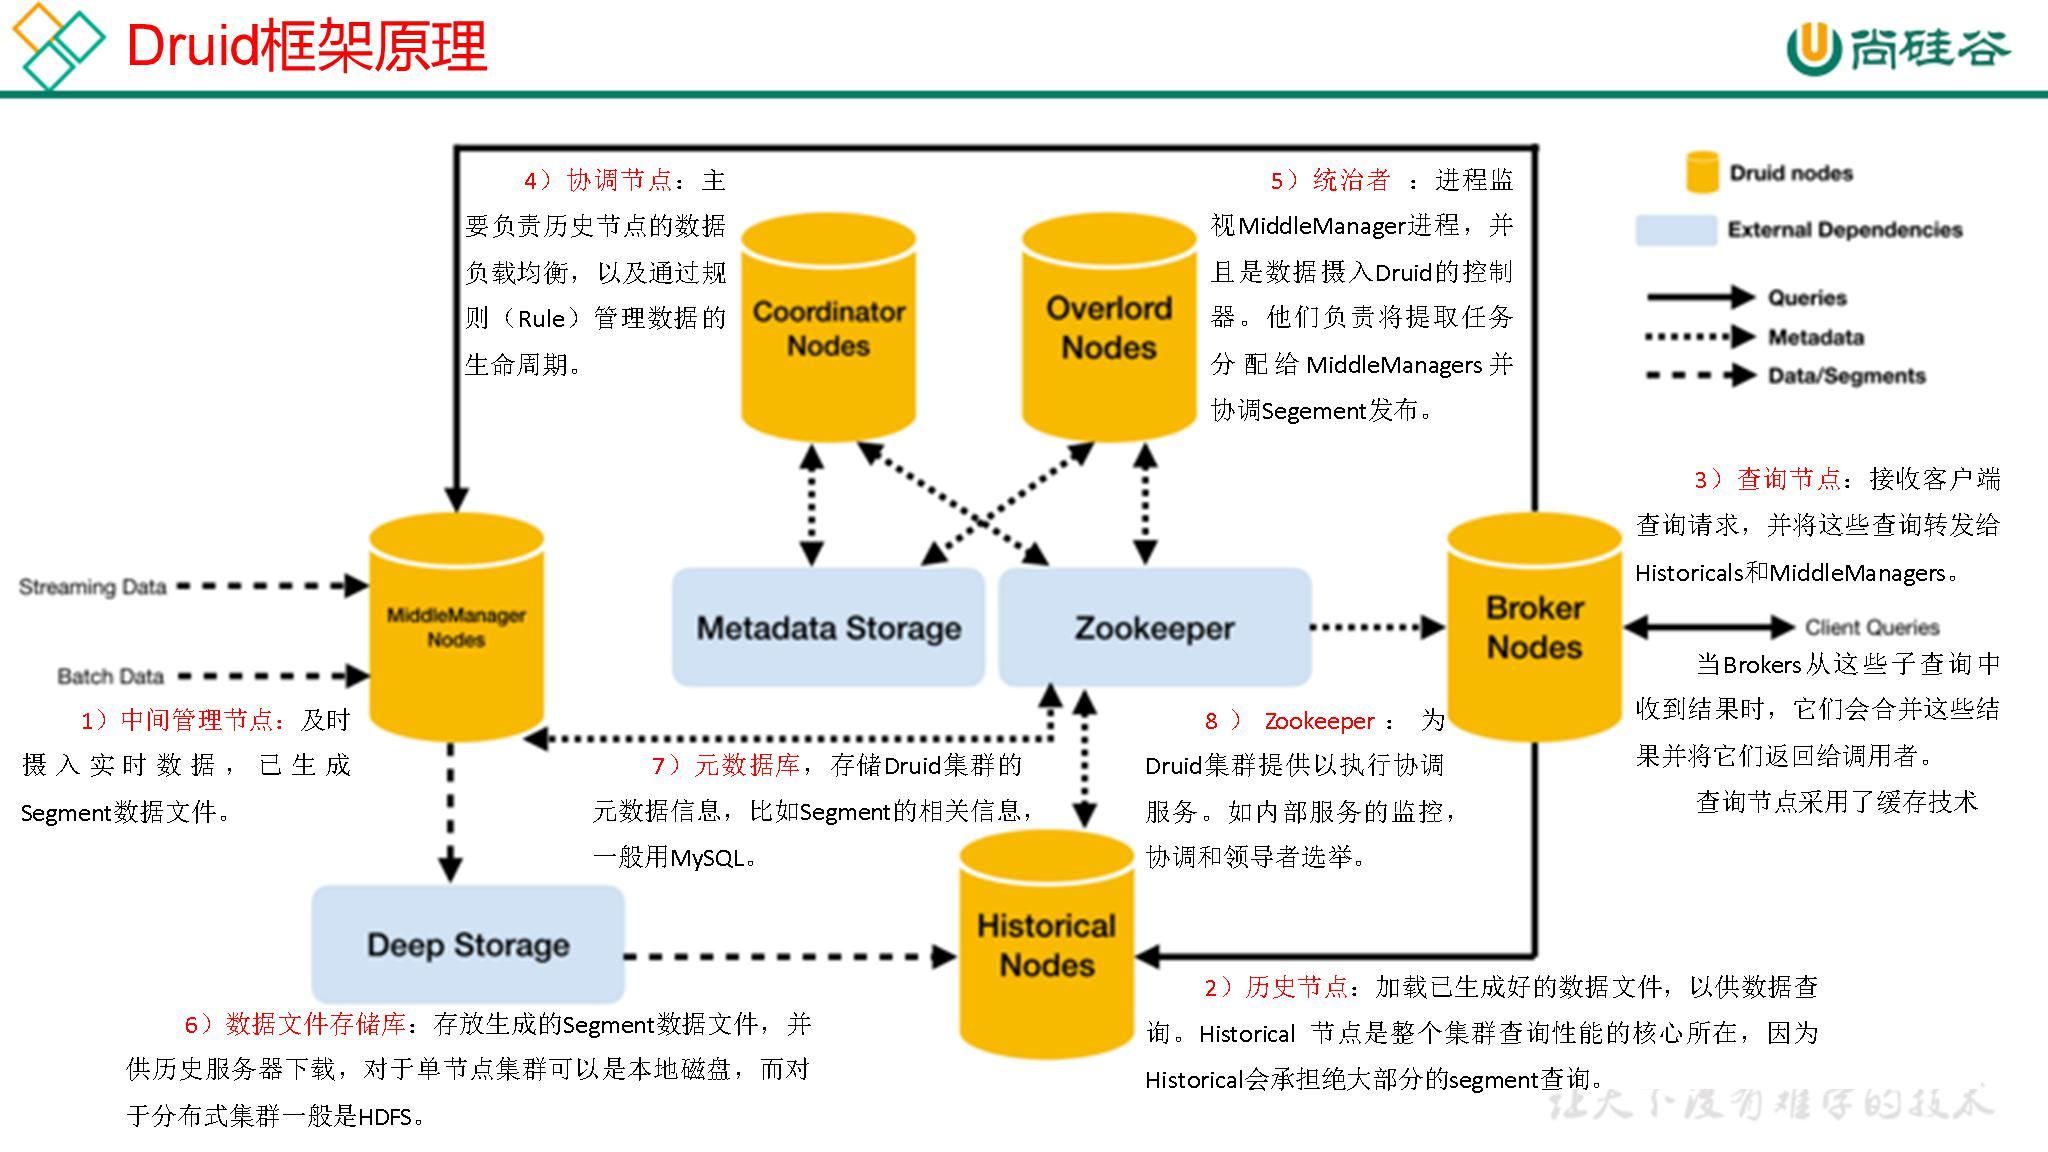 Druid框架原理
尚硅谷
4）协调节点：主
要负责历史节点的数据
负载均衡，以及通过规
则（Rule）管理数据的
生命周期。
Coordinator
Nodes
Overlord
Nodes
5）统治者 ：进程监
视MiddleManager进程，并
且是数据摄入Druid的控制
器。他们负责将提取任务
分配给MiddleManagers并
协调Segement发布。
Druid nodes
External Dependencies
Queries
Metadata
Data/Segments
3）查询节点：接收客户端
查询请求，并将这些查询转发给
Historicals和MiddleManagers。
Streaming Data
Batch Data
MiddleManager
Nodes
Metadata Storage
Zookeeper
Broker
Nodes
Client Queries
当Brokers从这些子查询中
收到结果时，它们会合并这些结
果并将它们返回给调用者。
查询节点采用了缓存技术
1）中间管理节点：及时
摄入实时数据，已生成
Segment数据文件。
7）元数据库，存储Druid集群的
元数据信息，比如Segment的相关信息，
一般用MySQL。
8）Zookeeper：为
Druid集群提供以执行协调
服务。如内部服务的监控，
协调和领导者选举。
Deep Storage
Historical
Nodes
6）数据文件存储库：存放生成的Segment数据文件，并
供历史服务器下载，对于单节点集群可以是本地磁盘，而对
于分布式集群一般是HDFS。
2）历史节点：加载已生成好的数据文件，以供数据查
询。Historical 节点是整个集群查询性能的核心所在，因为
Historical会承担绝大部分的segment查询。
让天下没有难学的技术